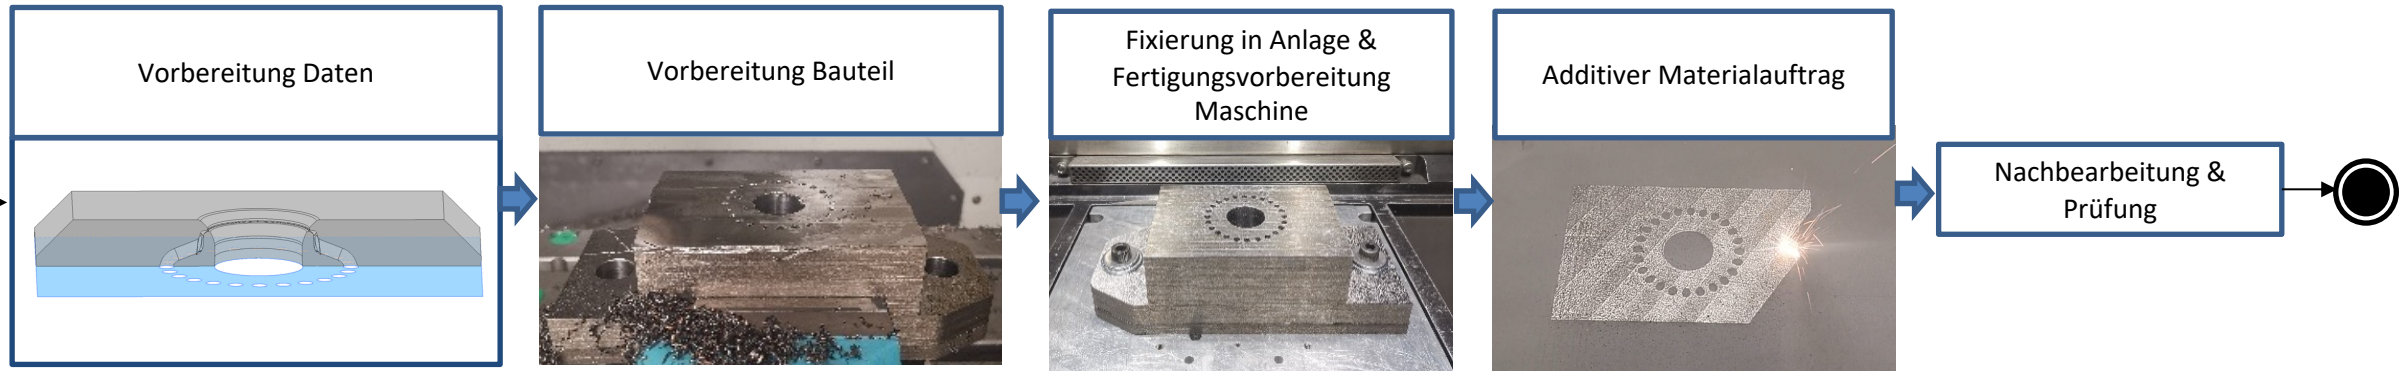 Vorbereitung Daten
Vorbereitung Bauteil
Fixierung in Anlage &
Fertigungsvorbereitung
Maschine
Additiver Materialauftrag
Nachbearbeitung &
Prüfung